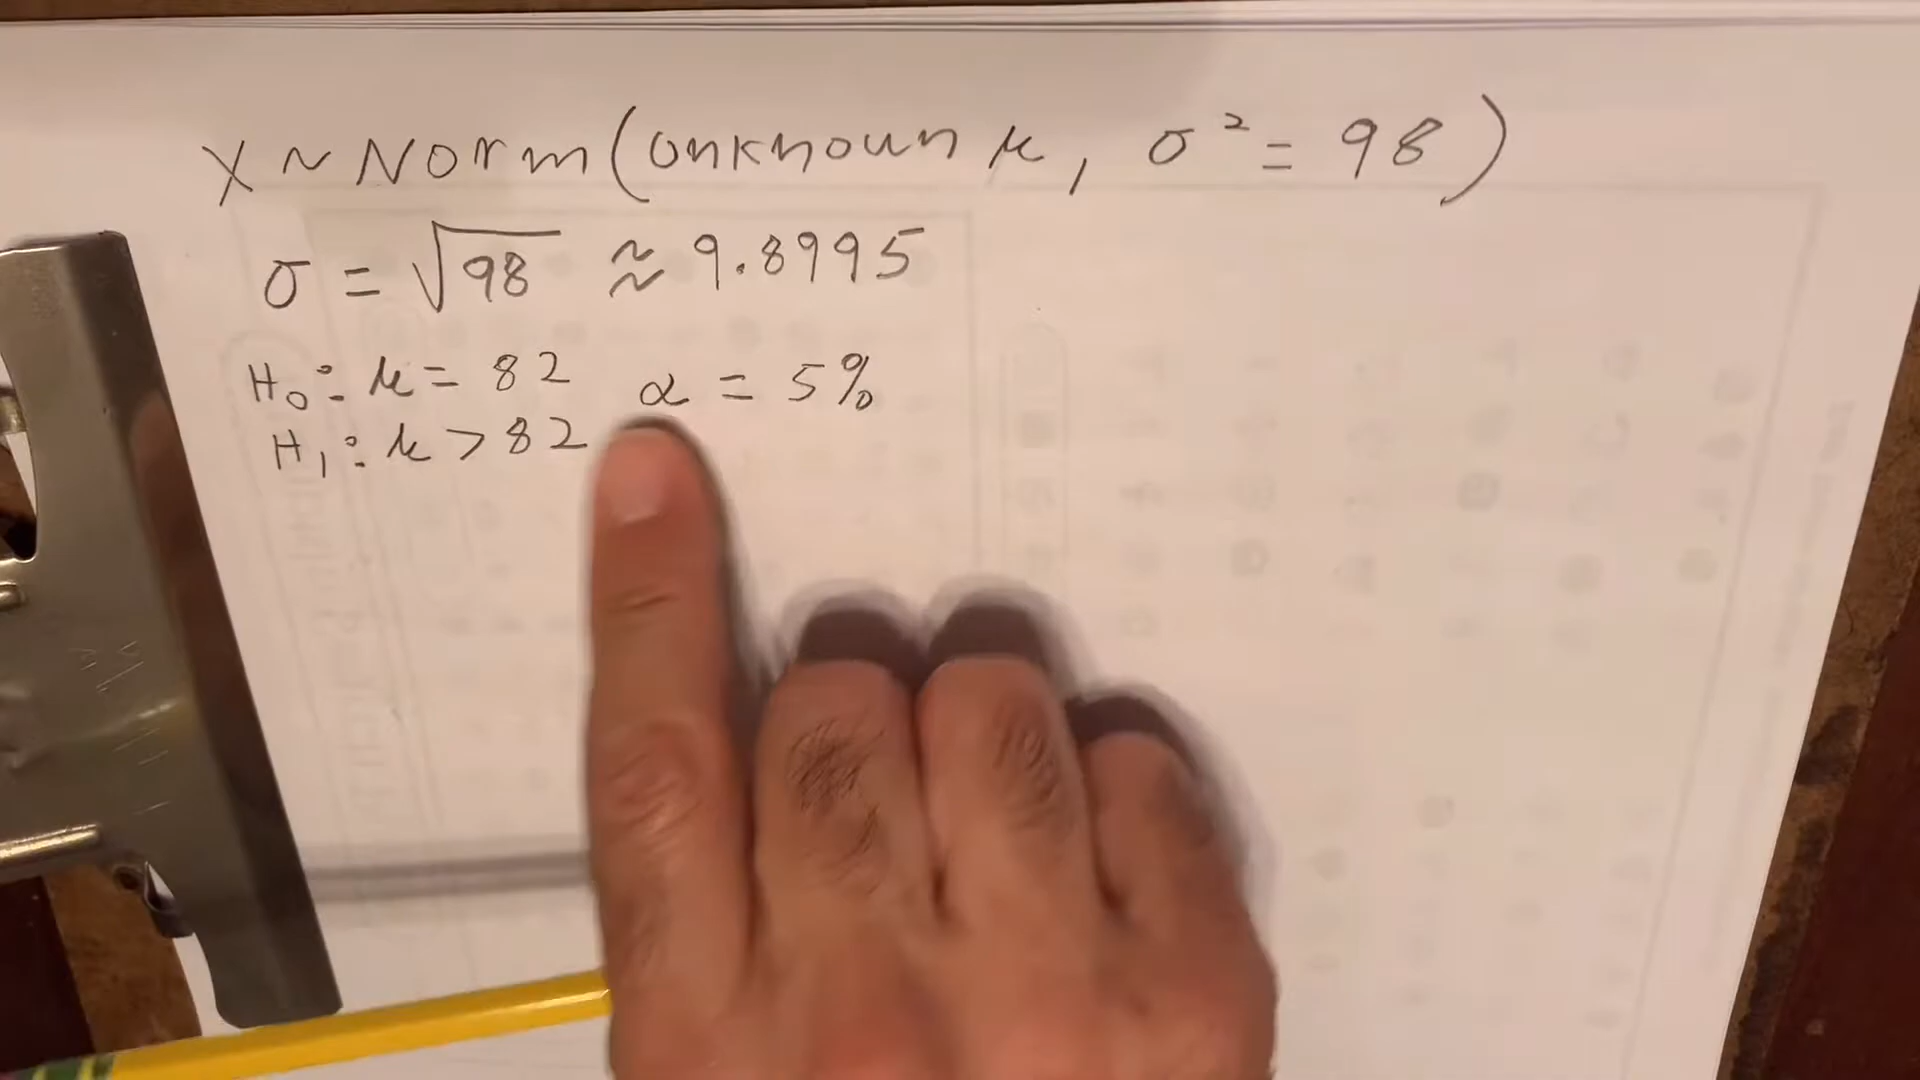 X ~ Norm(unknown μ, σ² = 98)
σ = √98 ≈ 9.8995
H₀: μ = 82 α = 5%
H₁: μ > 82